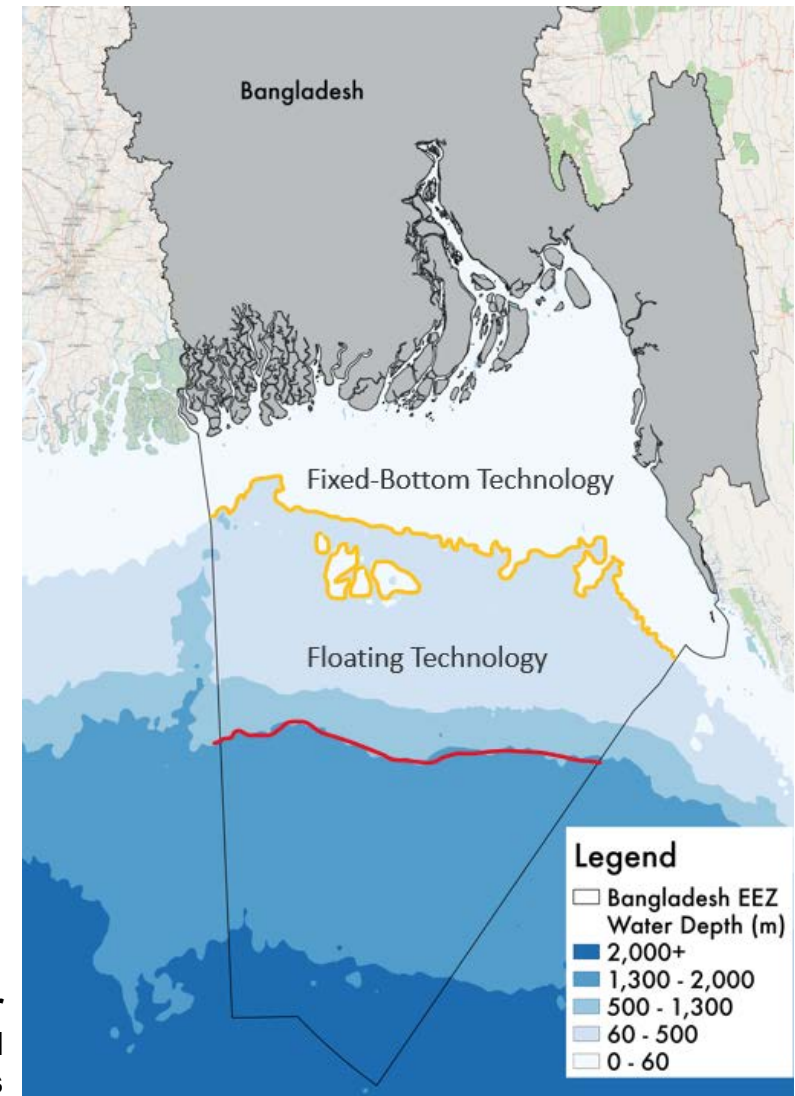 Bangladesh
Fixed-Bottom Technology
Floating Technology
Legend
Bangladesh EEZ
Water Depth (m)
2,000+
1,300 - 2,000
500 - 1,300
60 - 500
0 - 60